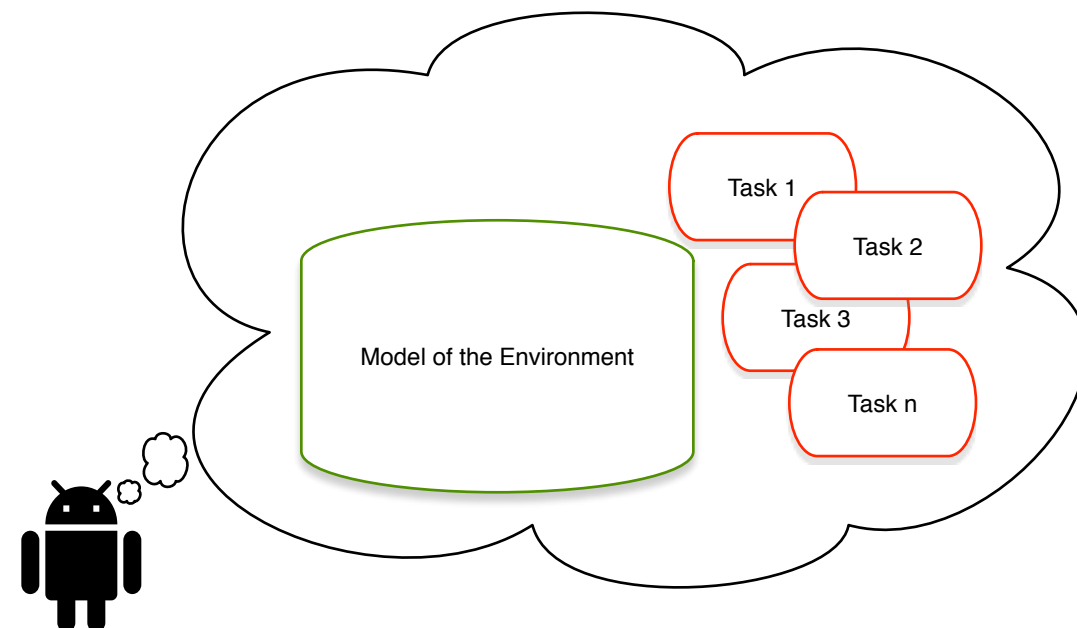 Task 1
Task 2
Task 3
Model of the Environment
Task n